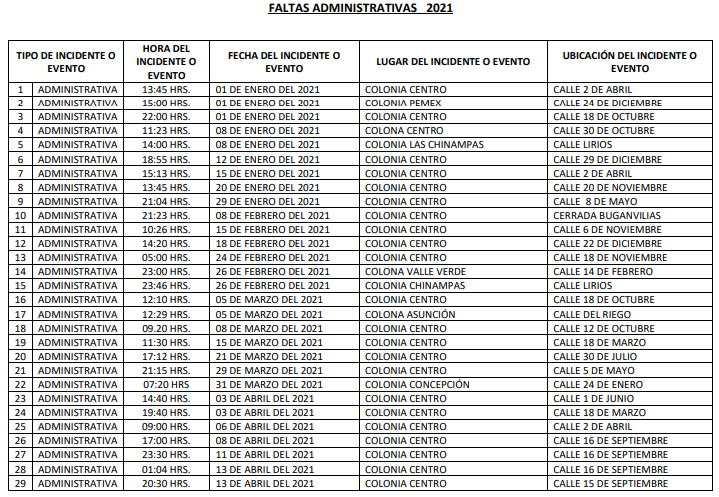 FALTAS ADMINISTRATIVAS 2021
TIPO DE INCIDENTE O EVENTO HORA DEL INCIDENTE O EVENTO FECHA DEL INCIDENTE O EVENTO LUGAR DEL INCIDENTE O EVENTO UBICACIÓN DEL INCIDENTE O EVENTO
1 ADMINISTRATIVA 13:45 HRS. 01 DE ENERO DEL 2021 COLONIA CENTRO CALLE 2 DE ABRIL
2 ADMINISTRATIVA 15:00 HRS. 01 DE ENERO DEL 2021 COLONIA PEMEX CALLE 24 DE DICIEMBRE
3 ADMINISTRATIVA 22:00 HRS. 01 DE ENERO DEL 2021 COLONIA CENTRO CALLE 18 DE OCTUBRE
4 ADMINISTRATIVA 11:23 HRS. 08 DE ENERO DEL 2021 COLONA CENTRO CALLE 30 DE OCTUBRE
5 ADMINISTRATIVA 14:00 HRS. 08 DE ENERO DEL 2021 COLONIA LAS CHINAMPAS CALLE LIRIOS
6 ADMINISTRATIVA 18:55 HRS. 12 DE ENERO DEL 2021 COLONIA CENTRO CALLE 29 DE DICIEMBRE
7 ADMINISTRATIVA 15:13 HRS. 15 DE ENERO DEL 2021 COLONIA CENTRO CALLE 2 DE ABRIL
8 ADMINISTRATIVA 13:45 HRS. 20 DE ENERO DEL 2021 COLONIA CENTRO CALLE 20 DE NOVIEMBRE
9 ADMINISTRATIVA 21:04 HRS. 29 DE ENERO DEL 2021 COLONIA CENTRO CALLE 8 DE MAYO
10 ADMINISTRATIVA 21:23 HRS. 08 DE FEBRERO DEL 2021 COLONIA CENTRO CERRADA BUGANVILIAS
11 ADMINISTRATIVA 10:26 HRS. 15 DE FEBRERO DEL 2021 COLONIA CENTRO CALLE 6 DE NOVIEMBRE
12 ADMINISTRATIVA 14:20 HRS. 18 DE FEBRERO DEL 2021 COLONIA CENTRO CALLE 22 DE DICIEMBRE
13 ADMINISTRATIVA 05:00 HRS. 24 DE FEBRERO DEL 2021 COLONIA CENTRO CALLE 18 DE NOVIEMBRE
14 ADMINISTRATIVA 23:00 HRS. 26 DE FEBRERO DEL 2021 COLONA VALLE VERDE CALLE 14 DE FEBRERO
15 ADMINISTRATIVA 23:46 HRS. 26 DE FEBRERO DEL 2021 COLONIA CHINAMPAS CALLE LIRIOS
16 ADMINISTRATIVA 12:10 HRS. 05 DE MARZO DEL 2021 COLONIA CENTRO CALLE 18 DE OCTUBRE
17 ADMINISTRATIVA 12:29 HRS. 05 DE MARZO DEL 2021 COLONA ASUNCIÓN CALLE DEL RIEGO
18 ADMINISTRATIVA 09.20 HRS. 08 DE MARZO DEL 2021 COLONIA CENTRO CALLE 12 DE OCTUBRE
19 ADMINISTRATIVA 11:30 HRS. 15 DE MARZO DEL 2021 COLONIA CENTRO CALLE 18 DE MARZO
20 ADMINISTRATIVA 17:12 HRS. 21 DE MARZO DEL 2021 COLONIA CENTRO CALLE 30 DE JULIO
21 ADMINISTRATIVA 21:15 HRS. 29 DE MARZO DEL 2021 COLONIA CENTRO CALLE 5 DE MAYO
22 ADMINISTRATIVA 07:20 HRS 31 DE MARZO DEL 2021 COLONIA CONCEPCIÓN CALLE 24 DE ENERO
23 ADMINISTRATIVA 14:40 HRS. 03 DE ABRIL DEL 2021 COLONIA CENTRO CALLE 1 DE JUNIO
24 ADMINISTRATIVA 19:40 HRS. 03 DE ABRIL DEL 2021 COLONIA CENTRO CALLE 18 DE MARZO
25 ADMINISTRATIVA 09:00 HRS. 06 DE ABRIL DEL 2021 COLONIA CENTRO CALLE 2 DE ABRIL
26 ADMINISTRATIVA 17:00 HRS. 08 DE ABRIL DEL 2021 COLONIA CENTRO CALLE 16 DE SEPTIEMBRE
27 ADMINISTRATIVA 23:30 HRS. 11 DE ABRIL DEL 2021 COLONIA CENTRO CALLE 16 DE SEPTIEMBRE
28 ADMINISTRATIVA 01:04 HRS. 13 DE ABRIL DEL 2021 COLONIA CENTRO CALLE 16 DE SEPTIEMBRE
29 ADMINISTRATIVA 20:30 HRS. 13 DE ABRIL DEL 2021 COLONIA CENTRO CALLE 15 DE SEPTIEMBRE